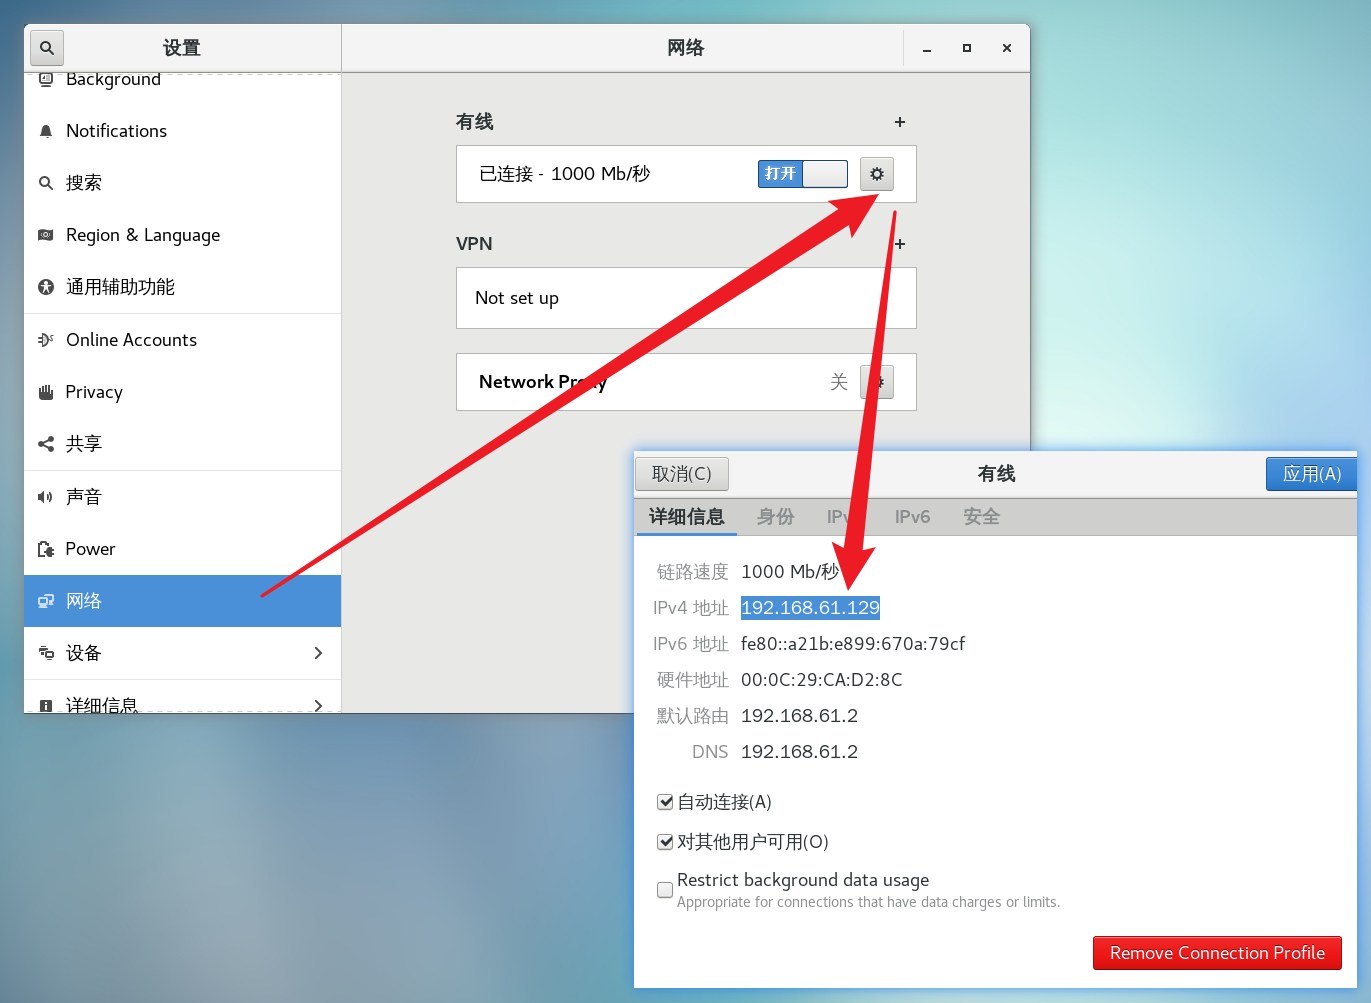 设置
网络
Background
Notifications
搜索
Region & Language
通用辅助功能
Online Accounts
Privacy
共享
声音
Power
网络
设备
详细信息
有线
已连接 - 1000 Mb/秒
打开
VPN
Not set up
Network Proxy
关
取消(C)
有线
应用(A)
详细信息 身份 IPv IPv6 安全
链路速度 1000 Mb/秒
IPv4 地址 192.168.61.129
IPv6 地址 fe80::a21b:e899:670a:79cf
硬件地址 00:0C:29:CA:D2:8C
默认路由 192.168.61.2
DNS 192.168.61.2
自动连接(A)
对其他用户可用(O)
Restrict background data usage
Appropriate for connections that have data charges or limits.
Remove Connection Profile